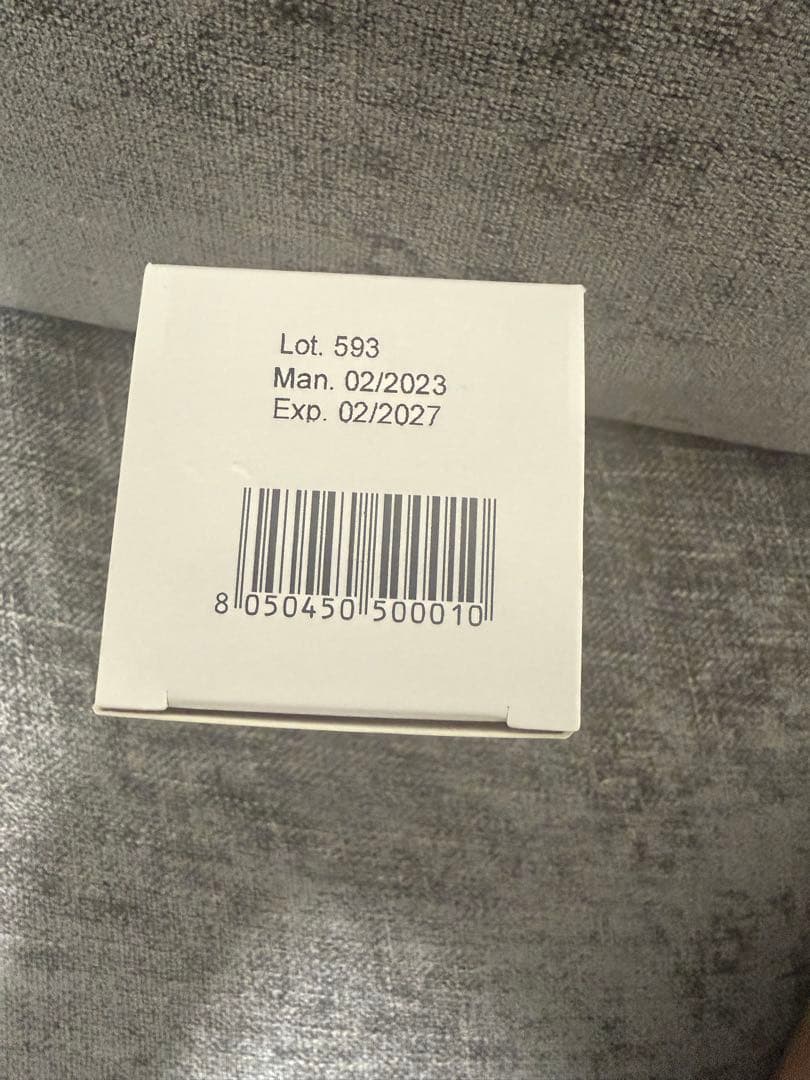 Lot. 593
Man. 02/2023
Exp. 02/2027
8 050450 500010